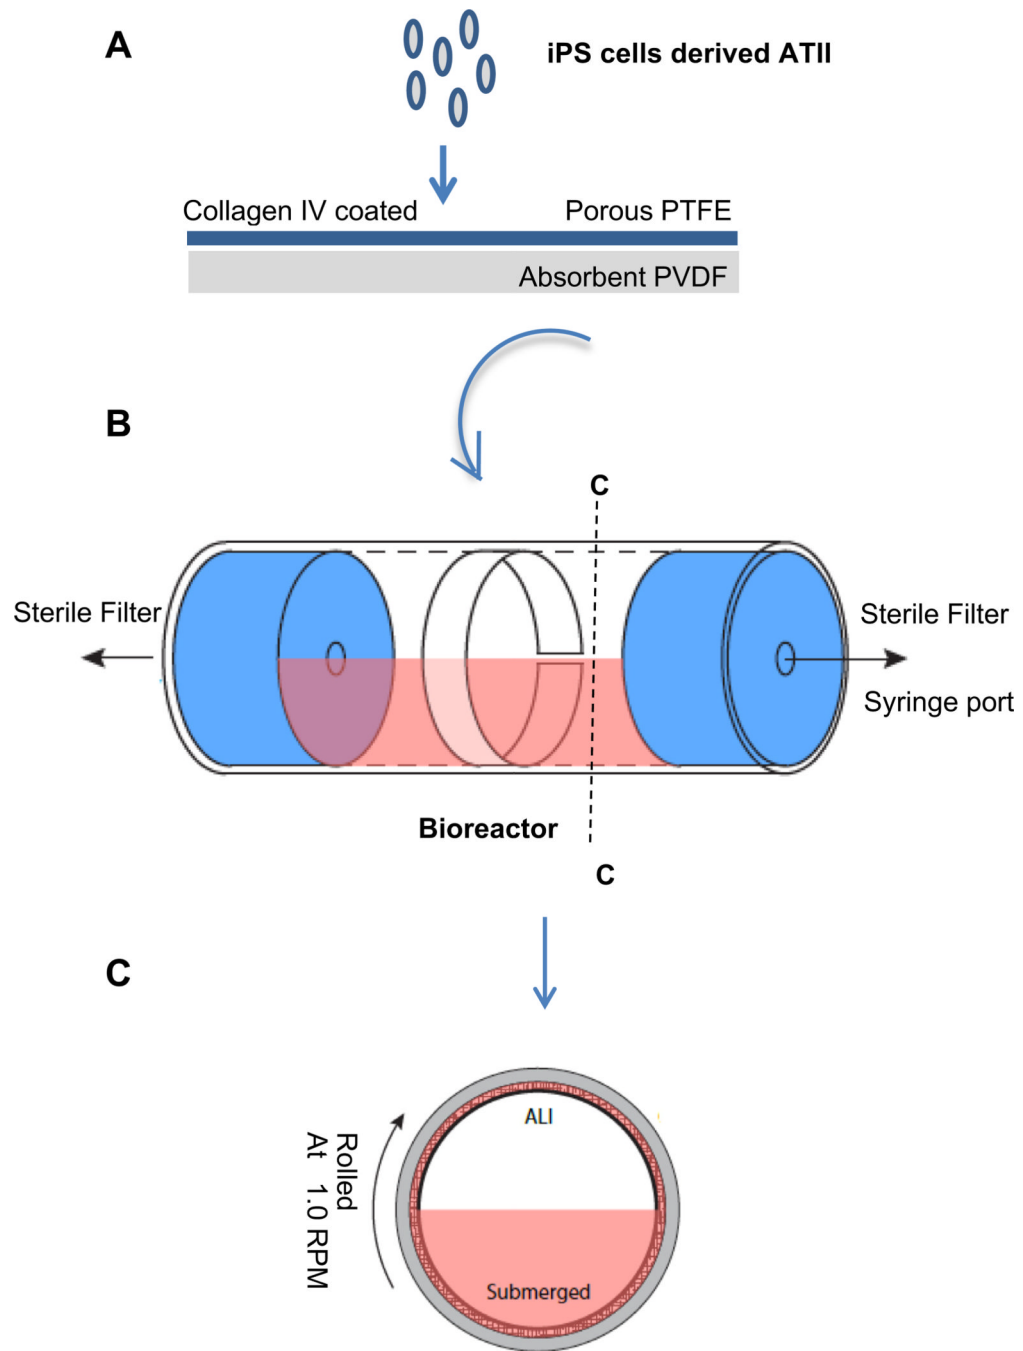 A
iPS cells derived ATII
Collagen IV coated
Porous PTFE
Absorbent PVDF
B
C
Sterile Filter
Sterile Filter
Syringe port
Bioreactor
C
C
ALI
Rolled
At 1.0 RPM
Submerged